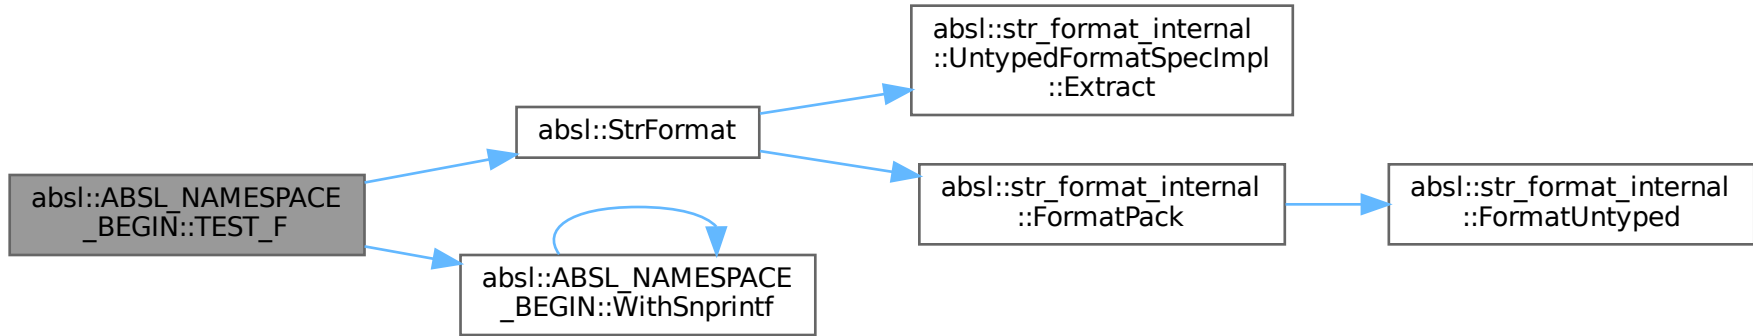 absl::ABSL_NAMESPACE
_BEGIN::TEST_F
absl::StrFormat
absl::str_format_internal
::UntypedFormatSpecImpl
::Extract
absl::str_format_internal
::FormatPack
absl::str_format_internal
::FormatUntyped
absl::ABSL_NAMESPACE
_BEGIN::WithSnprintf